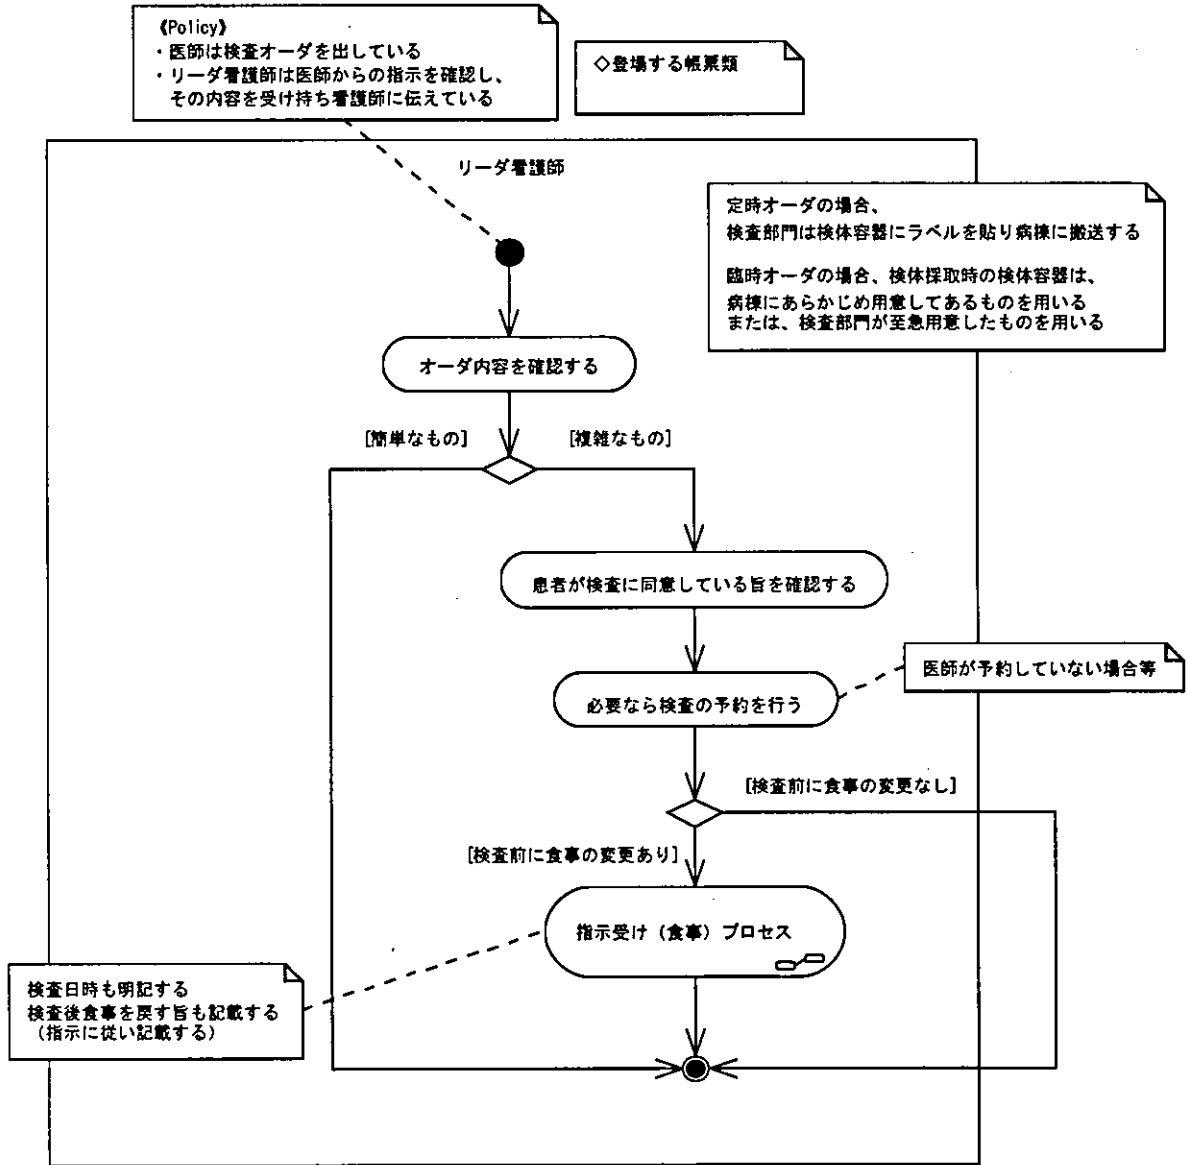 《Policy》
・医師は検査オーダを出している
・リーダ看護師は医師からの指示を確認し、
その内容を受け持ち看護師に伝えている
◇登場する帳票類
リーダ看護師
定時オーダの場合、
検査部門は検体容器にラベルを貼り病棟に搬送する
臨時オーダの場合、検体採取時の検体容器は、
病棟にあらかじめ用意してあるものを用いる
または、検査部門が至急用意したものを用いる
オーダ内容を確認する
[簡単なもの]
[複雑なもの]
患者が検査に同意している旨を確認する
医師が予約していない場合等
必要なら検査の予約を行う
[検査前に食事の変更なし]
[検査前に食事の変更あり]
指示受け（食事）プロセス
検査日時も明記する
検査後食事を戻す旨も記載する
（指示に従い記載する）